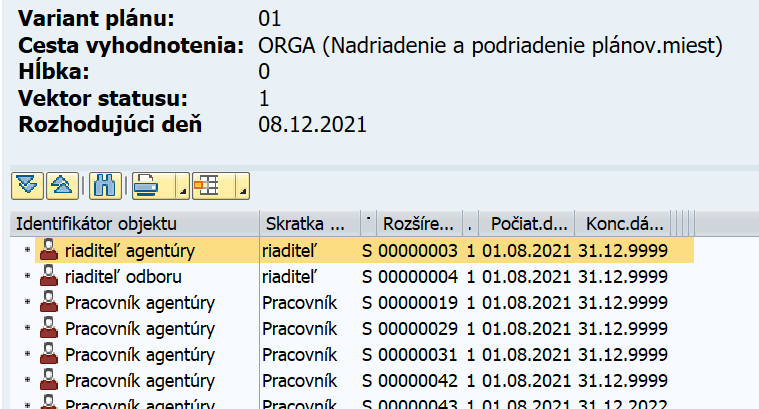 Variant plánu: 01
Cesta vyhodnotenia: ORGA (Nadriadenie a podriadenie plánov.miest)
Hĺbka: 0
Vektor statusu: 1
Rozhodujúci deň 08.12.2021
Identifikátor objektu Skratka ... Rozšíre... . Počiat.d... Konc.dá...
riaditeľ agentúry riaditeľ S 00000003 1 01.08.2021 31.12.9999
riaditeľ odboru riaditeľ S 00000004 1 01.08.2021 31.12.9999
Pracovník agentúry Pracovník S 00000019 1 01.08.2021 31.12.9999
Pracovník agentúry Pracovník S 00000029 1 01.08.2021 31.12.9999
Pracovník agentúry Pracovník S 00000031 1 01.08.2021 31.12.9999
Pracovník agentúry Pracovník S 00000042 1 01.08.2021 31.12.9999
Pracovník agentúry Pracovník S 00000043 1 01.08.2021 31.12.2022